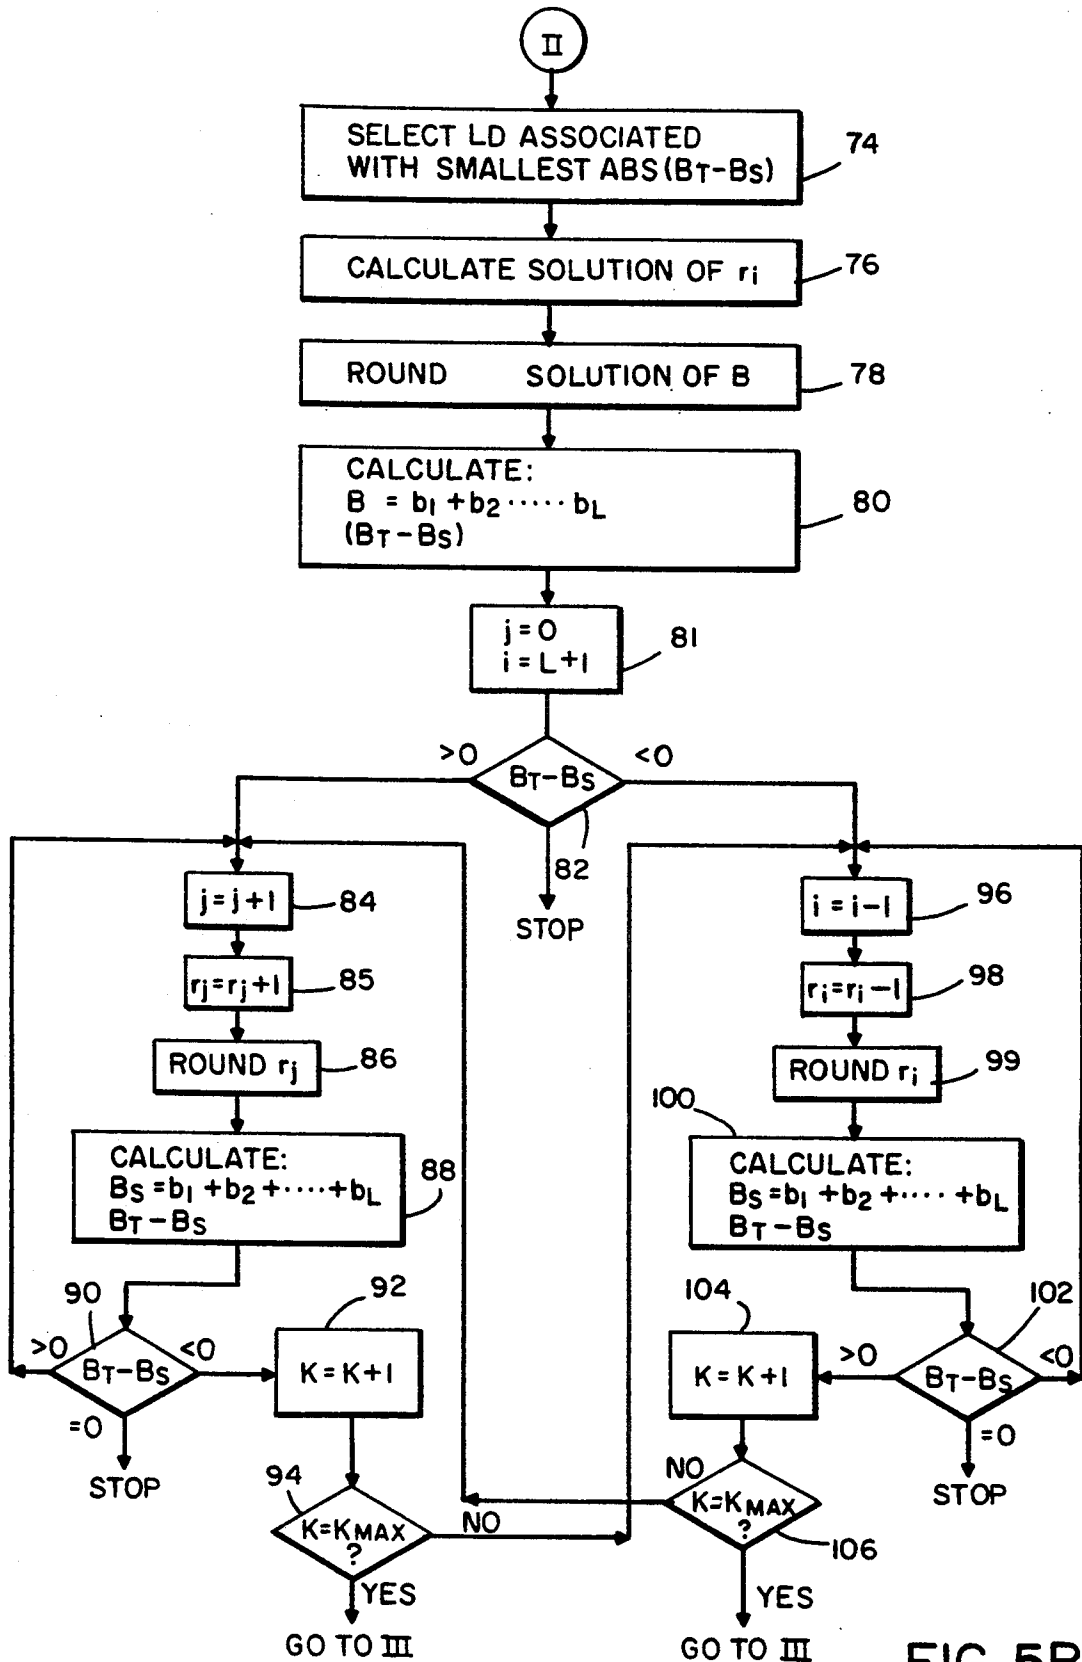 II
SELECT LD ASSOCIATED
WITH SMALLEST ABS(BT-BS)
74
CALCULATE SOLUTION OF ri
76
ROUND SOLUTION OF B
78
CALCULATE:
B = b1+b2 ····· bL
(BT-BS)
80
j=0
i=L+1
81
>0
BT-BS
<0
82
STOP
j=j+1
84
rj=rj+1
85
ROUND rj
86
CALCULATE:
BS=b1+b2+····+bL
BT-BS
88
90
>0
BT-BS
<0
=0
STOP
92
K=K+1
94
K=KMAX
?
NO
YES
GO TO III
i=i-1
96
ri=ri-1
98
ROUND ri
99
100
CALCULATE:
BS=b1+b2+····+bL
BT-BS
102
>0
BT-BS
<0
=0
STOP
104
K=K+1
NO
K=KMAX
?
106
YES
GO TO III